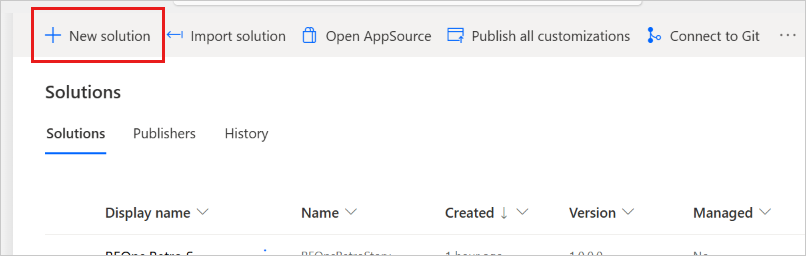 New solution Import solution Open AppSource Publish all customizations Connect to Git ...
Solutions
Solutions Publishers History
Display name Name Created Version Managed